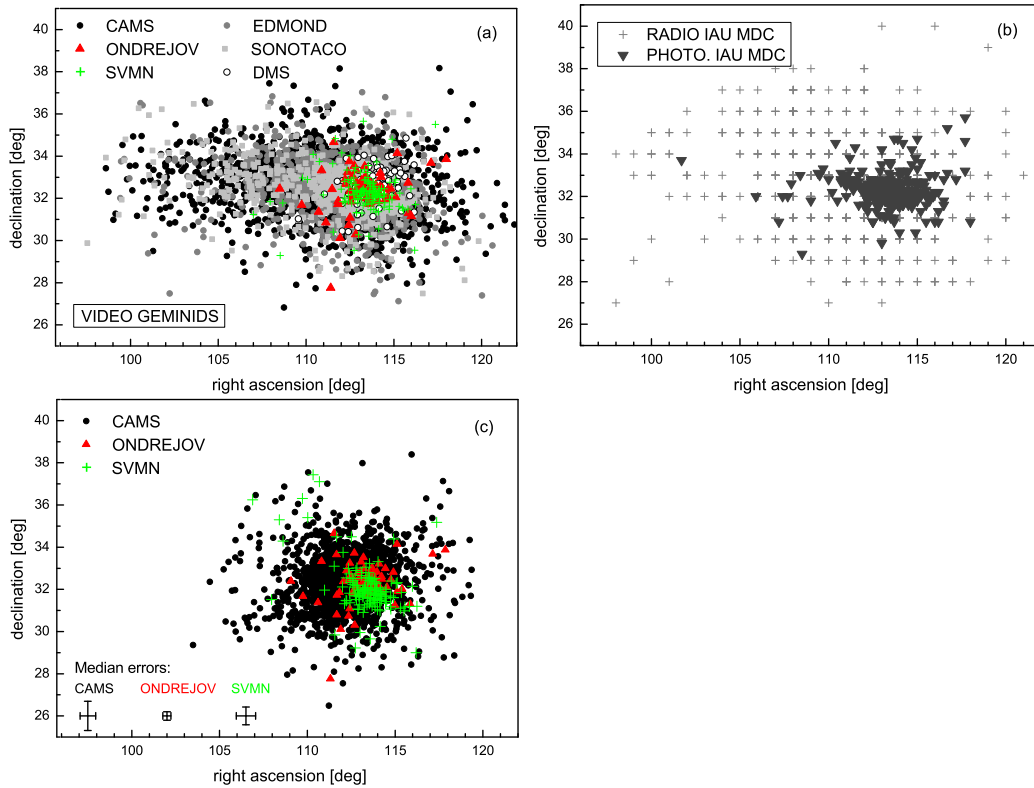 CAMS
ONDREJOV
SVMN
EDMOND
SONOTACO
DMS
(a)
VIDEO GEMINIDS
declination [deg]
40
38
36
34
32
30
28
26
100
105
110
115
120
right ascension [deg]
RADIO IAU MDC
PHOTO. IAU MDC
(b)
declination [deg]
40
38
36
34
32
30
28
26
100
105
110
115
120
right ascension [deg]
CAMS
ONDREJOV
SVMN
(c)
Median errors:
CAMS ONDREJOV SVMN
declination [deg]
40
38
36
34
32
30
28
26
100
105
110
115
120
right ascension [deg]